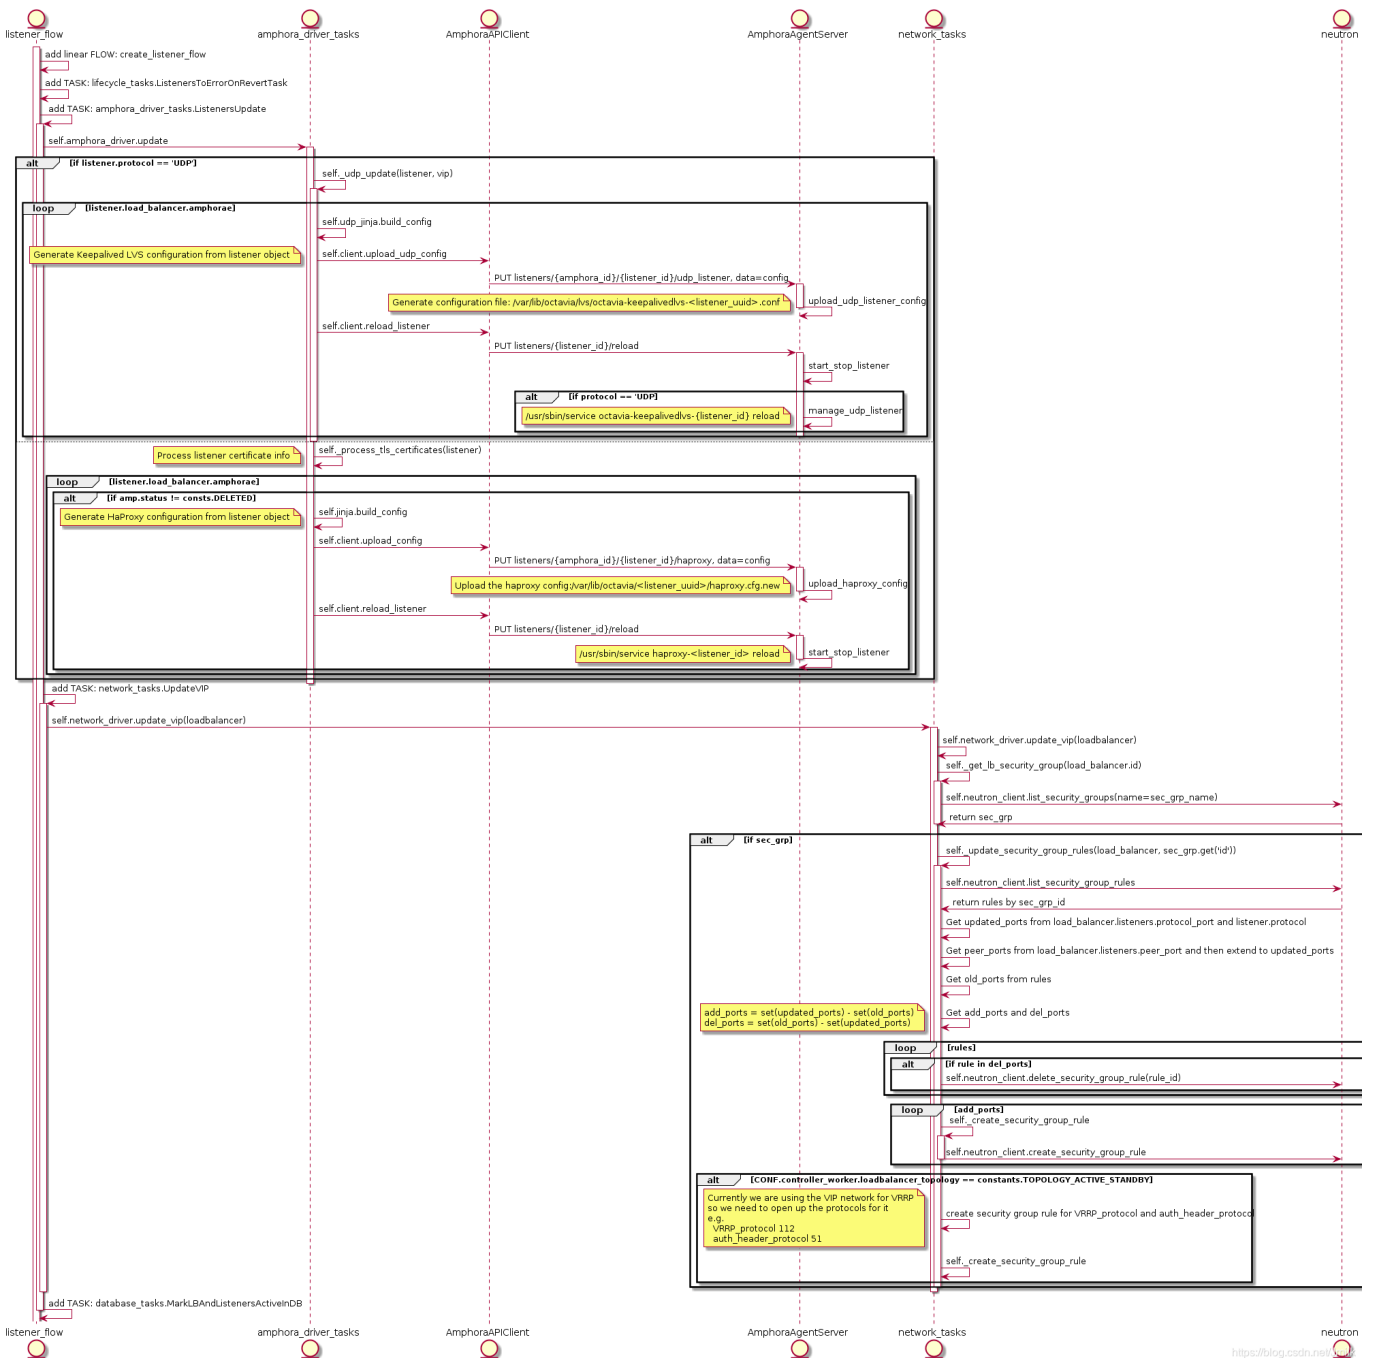 listener_flow
amphora_driver_tasks
AmphoraAPIClient
AmphoraAgentServer
network_tasks
neutron
add linear FLOW: create_listener_flow
add TASK: lifecycle_tasks.ListenersToErrorOnRevertTask
add TASK: amphora_driver_tasks.ListenersUpdate
self.amphora_driver.update
alt
[if listener.protocol == 'UDP']
self._udp_update(listener, vip)
loop
[listener.load_balancer.amphorae]
self.udp_jinja.build_config
Generate Keepalived LVS configuration from listener object
self.client.upload_udp_config
PUT listeners/{amphora_id}/{listener_id}/udp_listener, data=config
Generate configuration file: /var/lib/octavia/lvs/octavia-keepalivedlvs-<listener_uuid>.conf
upload_udp_listener_config
self.client.reload_listener
PUT listeners/{listener_id}/reload
start_stop_listener
alt
[if protocol == 'UDP]
/usr/sbin/service octavia-keepalivedlvs-{listener_id} reload
manage_udp_listener
Process listener certificate info
self._process_tls_certificates(listener)
loop
[listener.load_balancer.amphorae]
alt
[if amp.status != consts.DELETED]
Generate HaProxy configuration from listener object
self.jinja.build_config
self.client.upload_config
PUT listeners/{amphora_id}/{listener_id}/haproxy, data=config
Upload the haproxy config:/var/lib/octavia/<listener_uuid>/haproxy.cfg.new
upload_haproxy_config
self.client.reload_listener
PUT listeners/{listener_id}/reload
/usr/sbin/service haproxy-<listener_id> reload
start_stop_listener
add TASK: network_tasks.UpdateVIP
self.network_driver.update_vip(loadbalancer)
self.network_driver.update_vip(loadbalancer)
self._get_lb_security_group(load_balancer.id)
self.neutron_client.list_security_groups(name=sec_grp_name)
return sec_grp
alt
[if sec_grp]
self._update_security_group_rules(load_balancer, sec_grp.get('id'))
self.neutron_client.list_security_group_rules
return rules by sec_grp_id
Get updated_ports from load_balancer.listeners.protocol_port and listener.protocol
Get peer_ports from load_balancer.listeners.peer_port and then extend to updated_ports
Get old_ports from rules
add_ports = set(updated_ports) - set(old_ports)
del_ports = set(old_ports) - set(updated_ports)
Get add_ports and del_ports
loop
[rules]
alt
[if rule in del_ports]
self.neutron_client.delete_security_group_rule(rule_id)
loop
[add_ports]
self._create_security_group_rule
self.neutron_client.create_security_group_rule
alt
[CONF.controller_worker.loadbalancer_topology == constants.TOPOLOGY_ACTIVE_STANDBY]
Currently we are using the VIP network for VRRP
so we need to open up the protocols for it
e.g.
VRRP_protocol 112
auth_header_protocol 51
create security group rule for VRRP_protocol and auth_header_protocol
self._create_security_group_rule
add TASK: database_tasks.MarkLBAndListenersActiveInDB
listener_flow
amphora_driver_tasks
AmphoraAPIClient
AmphoraAgentServer
network_tasks
neutron